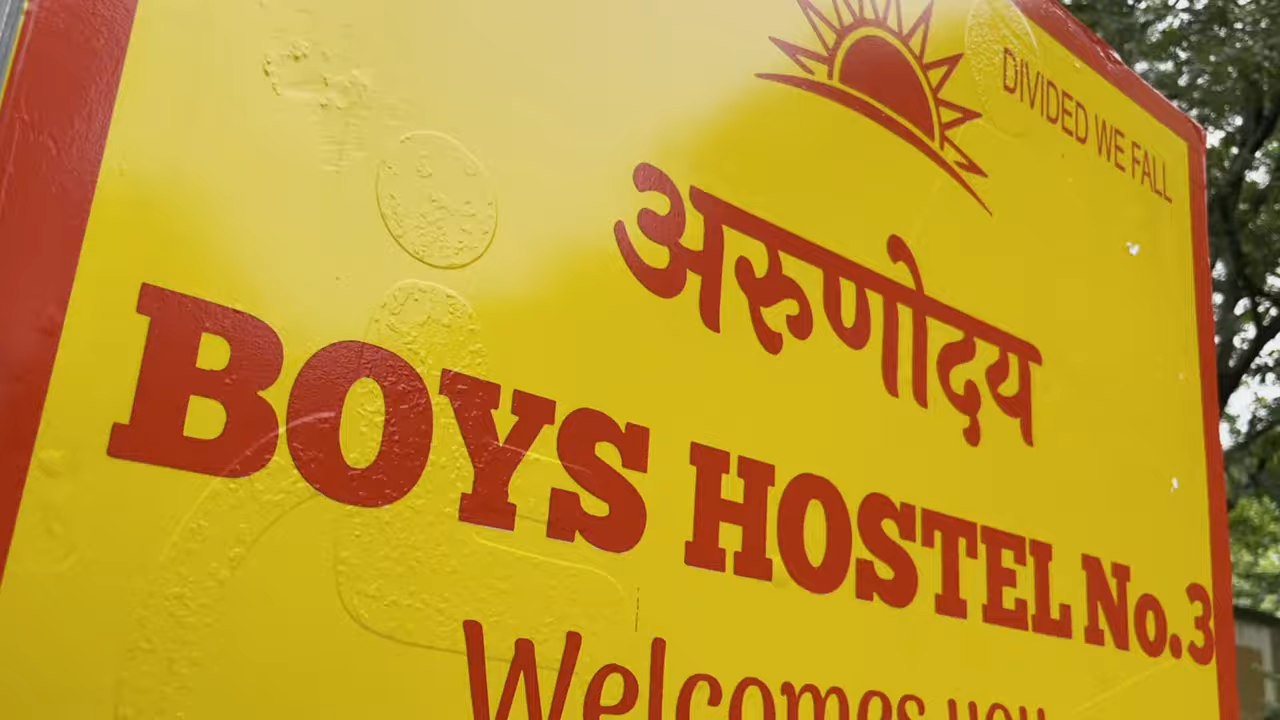 DIVIDED WE FALL
अरुणोदय
BOYS HOSTEL No.3
Welcomes you